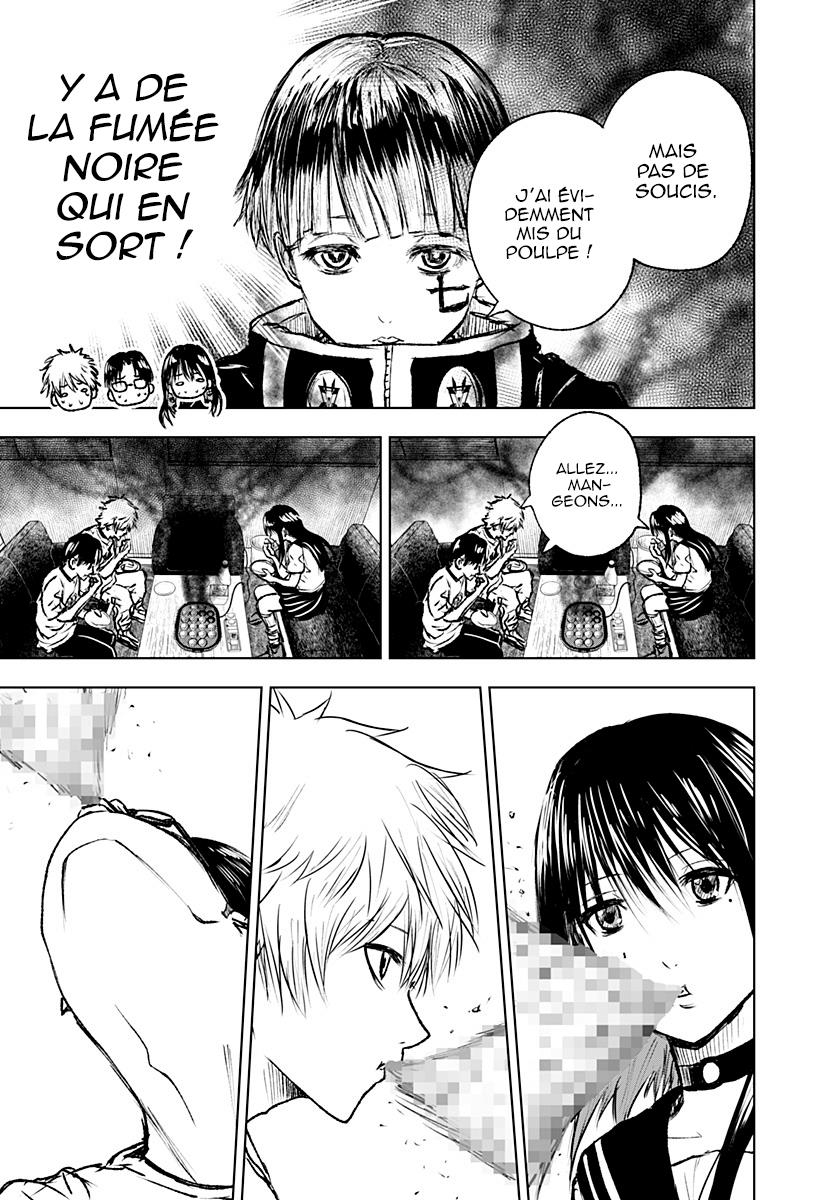 Y A DE
LA FUMÉE
NOIRE
QUI EN
SORT !
MAIS
PAS DE
SOUCIS.
J'AI ÉVI-
DEMMENT
MIS DU
POULPE !
七
ALLEZ...
MAN-
GEONS...